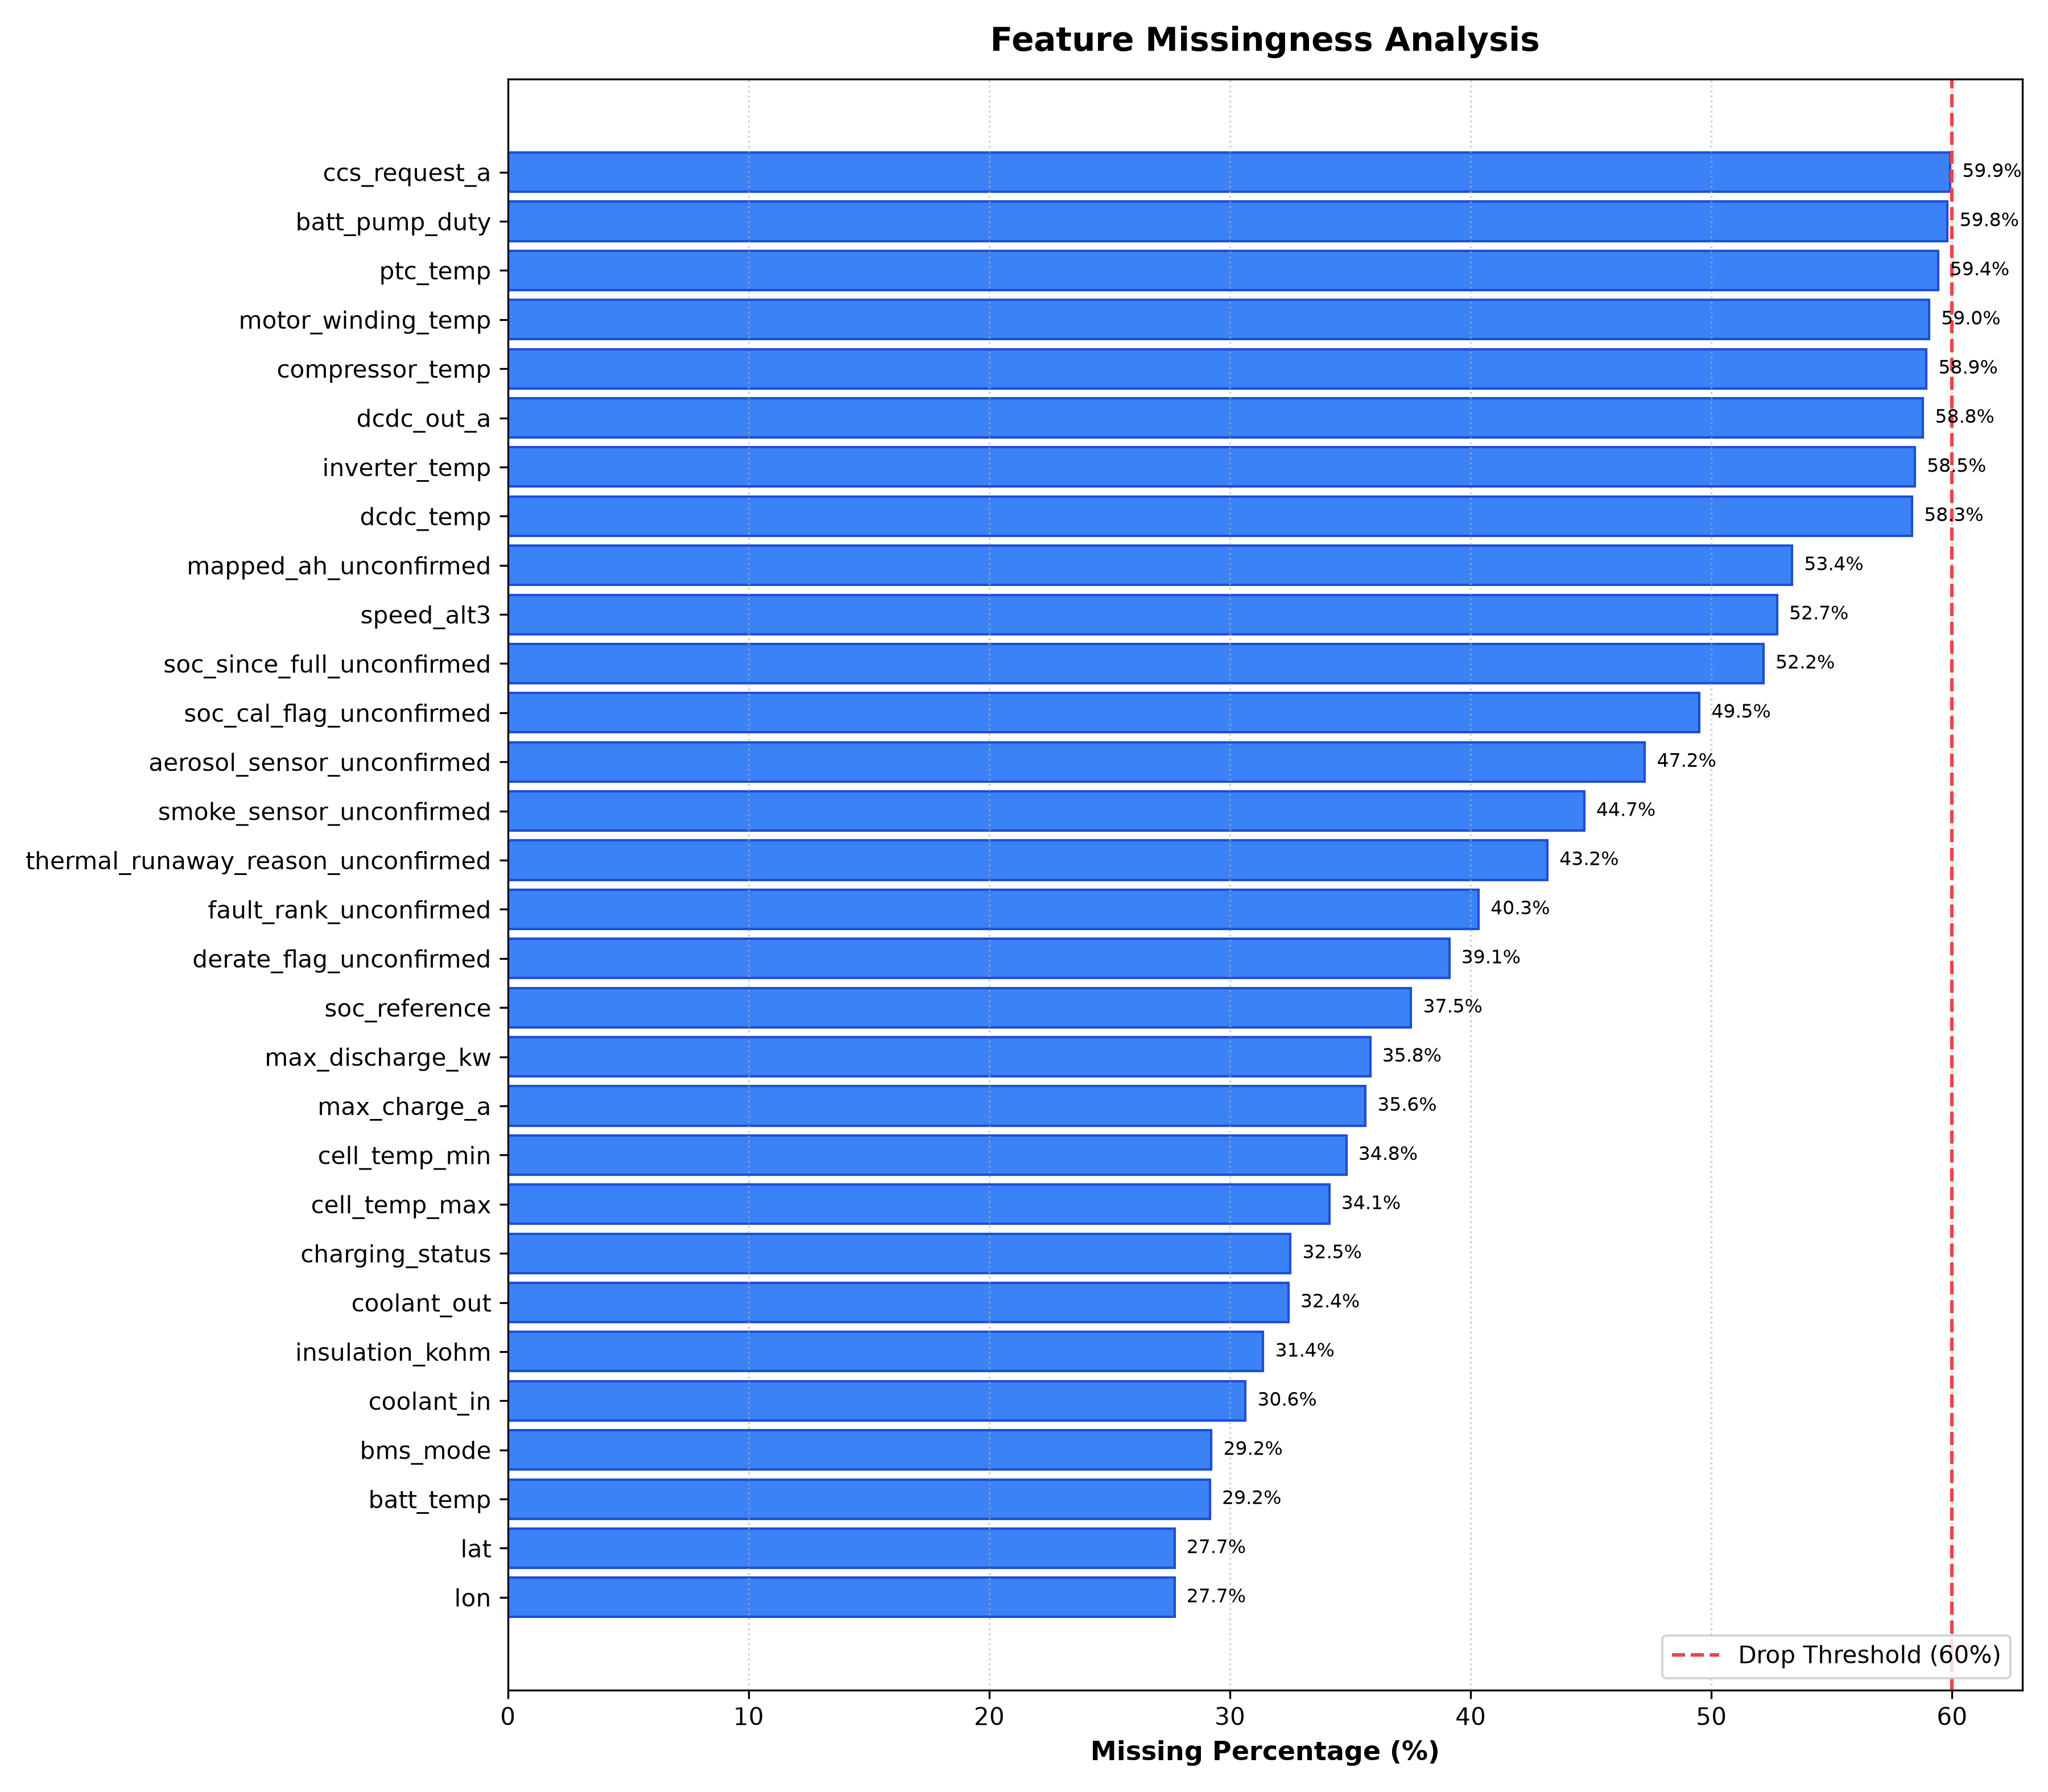 Feature Missingness Analysis
ccs_request_a 59.9%
batt_pump_duty 59.8%
ptc_temp 59.4%
motor_winding_temp 59.0%
compressor_temp 58.9%
dcdc_out_a 58.8%
inverter_temp 58.5%
dcdc_temp 58.3%
mapped_ah_unconfirmed 53.4%
speed_alt3 52.7%
soc_since_full_unconfirmed 52.2%
soc_cal_flag_unconfirmed 49.5%
aerosol_sensor_unconfirmed 47.2%
smoke_sensor_unconfirmed 44.7%
thermal_runaway_reason_unconfirmed 43.2%
fault_rank_unconfirmed 40.3%
derate_flag_unconfirmed 39.1%
soc_reference 37.5%
max_discharge_kw 35.8%
max_charge_a 35.6%
cell_temp_min 34.8%
cell_temp_max 34.1%
charging_status 32.5%
coolant_out 32.4%
insulation_kohm 31.4%
coolant_in 30.6%
bms_mode 29.2%
batt_temp 29.2%
lat 27.7%
lon 27.7%
Drop Threshold (60%)
0 10 20 30 40 50 60
Missing Percentage (%)